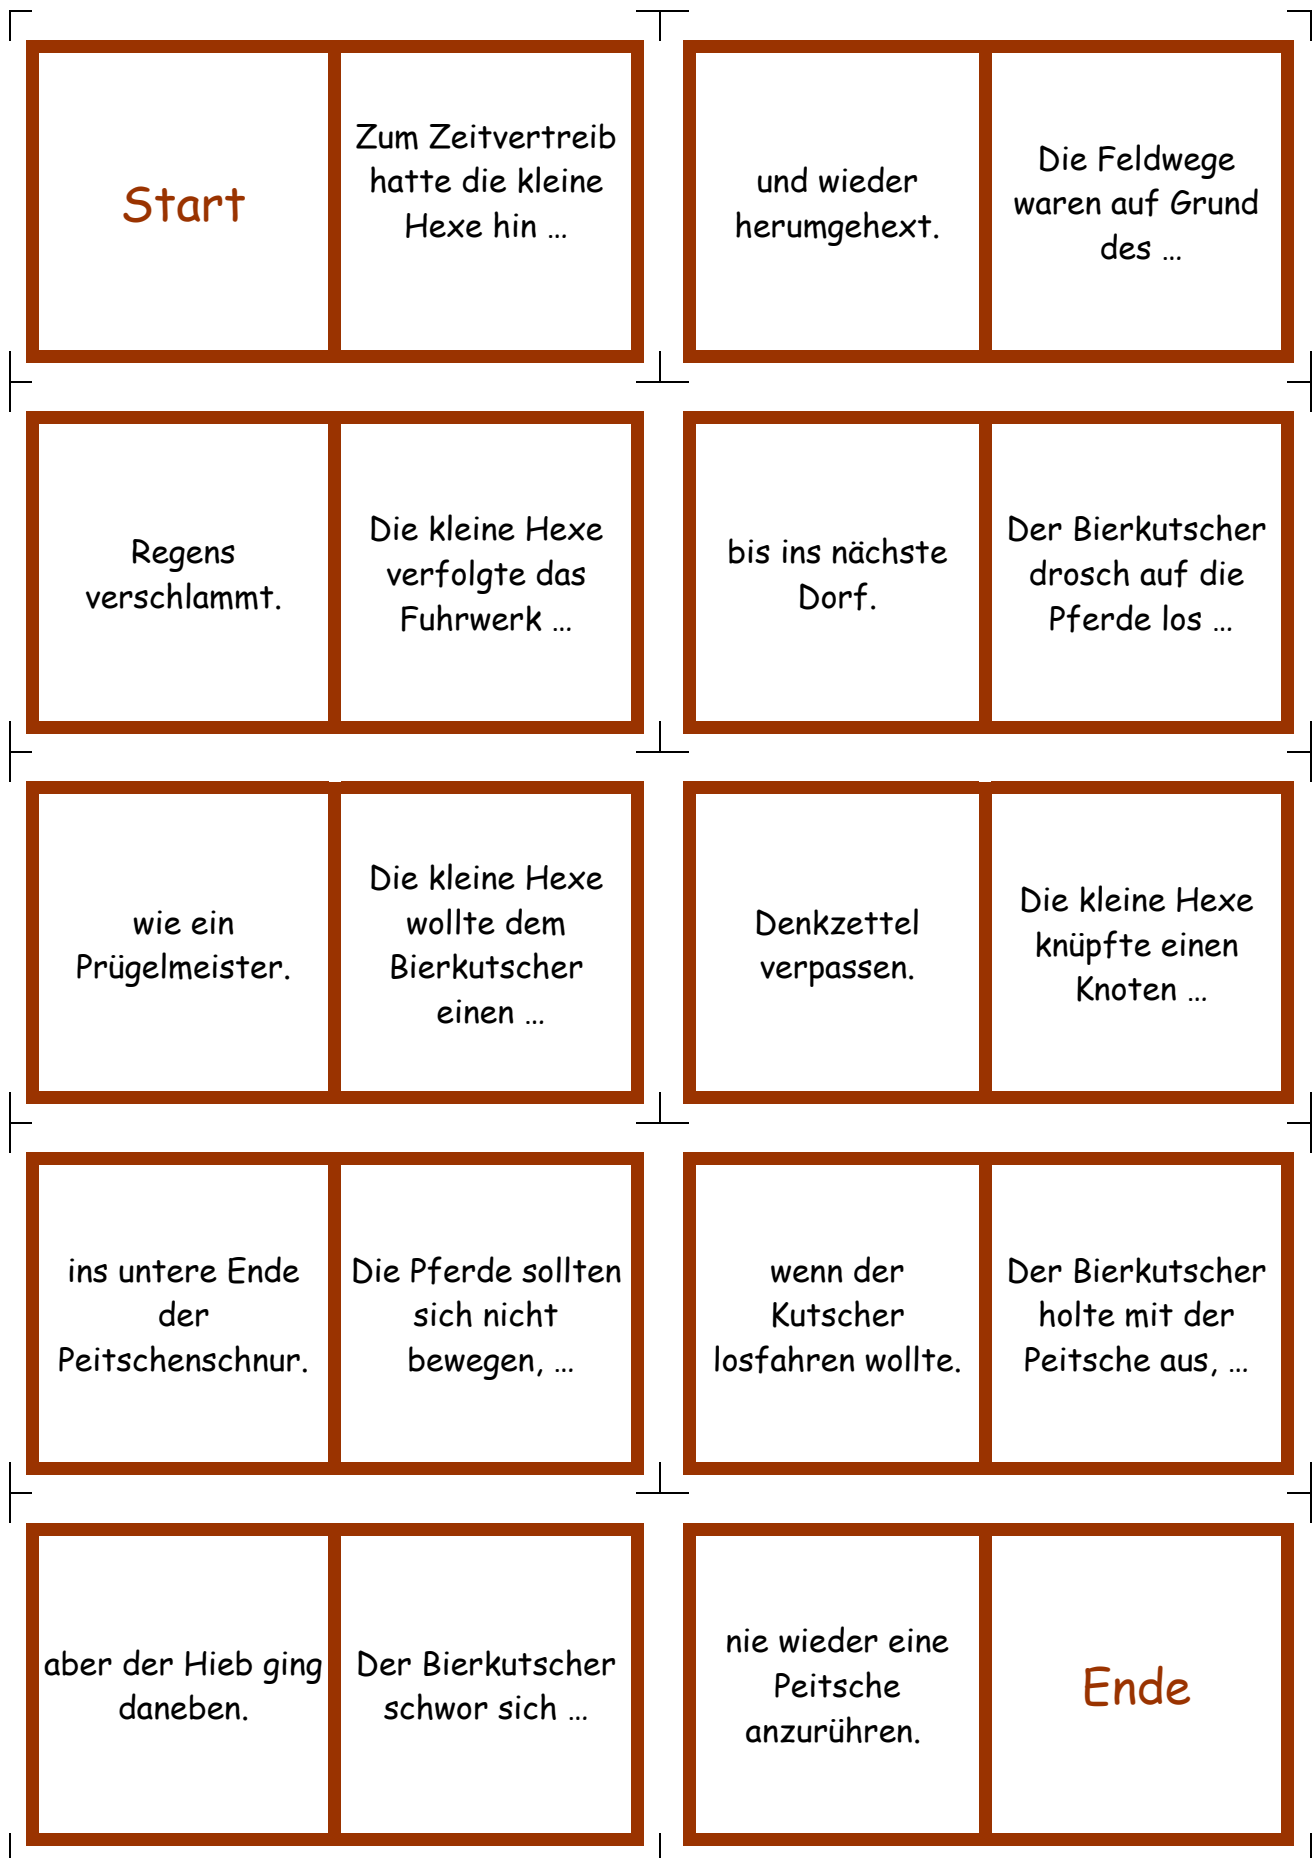 Start
Zum Zeitvertreib
hatte die kleine
Hexe hin ...
und wieder
herumgehext.
Die Feldwege
waren auf Grund
des ...
Regens
verschlammt.
Die kleine Hexe
verfolgte das
Fuhrwerk ...
bis ins nächste
Dorf.
Der Bierkutscher
drosch auf die
Pferde los ...
wie ein
Prügelmeister.
Die kleine Hexe
wollte dem
Bierkutscher
einen ...
Denkzettel
verpassen.
Die kleine Hexe
knüpfte einen
Knoten ...
ins untere Ende
der
Peitschenschnur.
Die Pferde sollten
sich nicht
bewegen, ...
wenn der
Kutscher
losfahren wollte.
Der Bierkutscher
holte mit der
Peitsche aus, ...
aber der Hieb ging
daneben.
Der Bierkutscher
schwor sich ...
nie wieder eine
Peitsche
anzurühren.
Ende